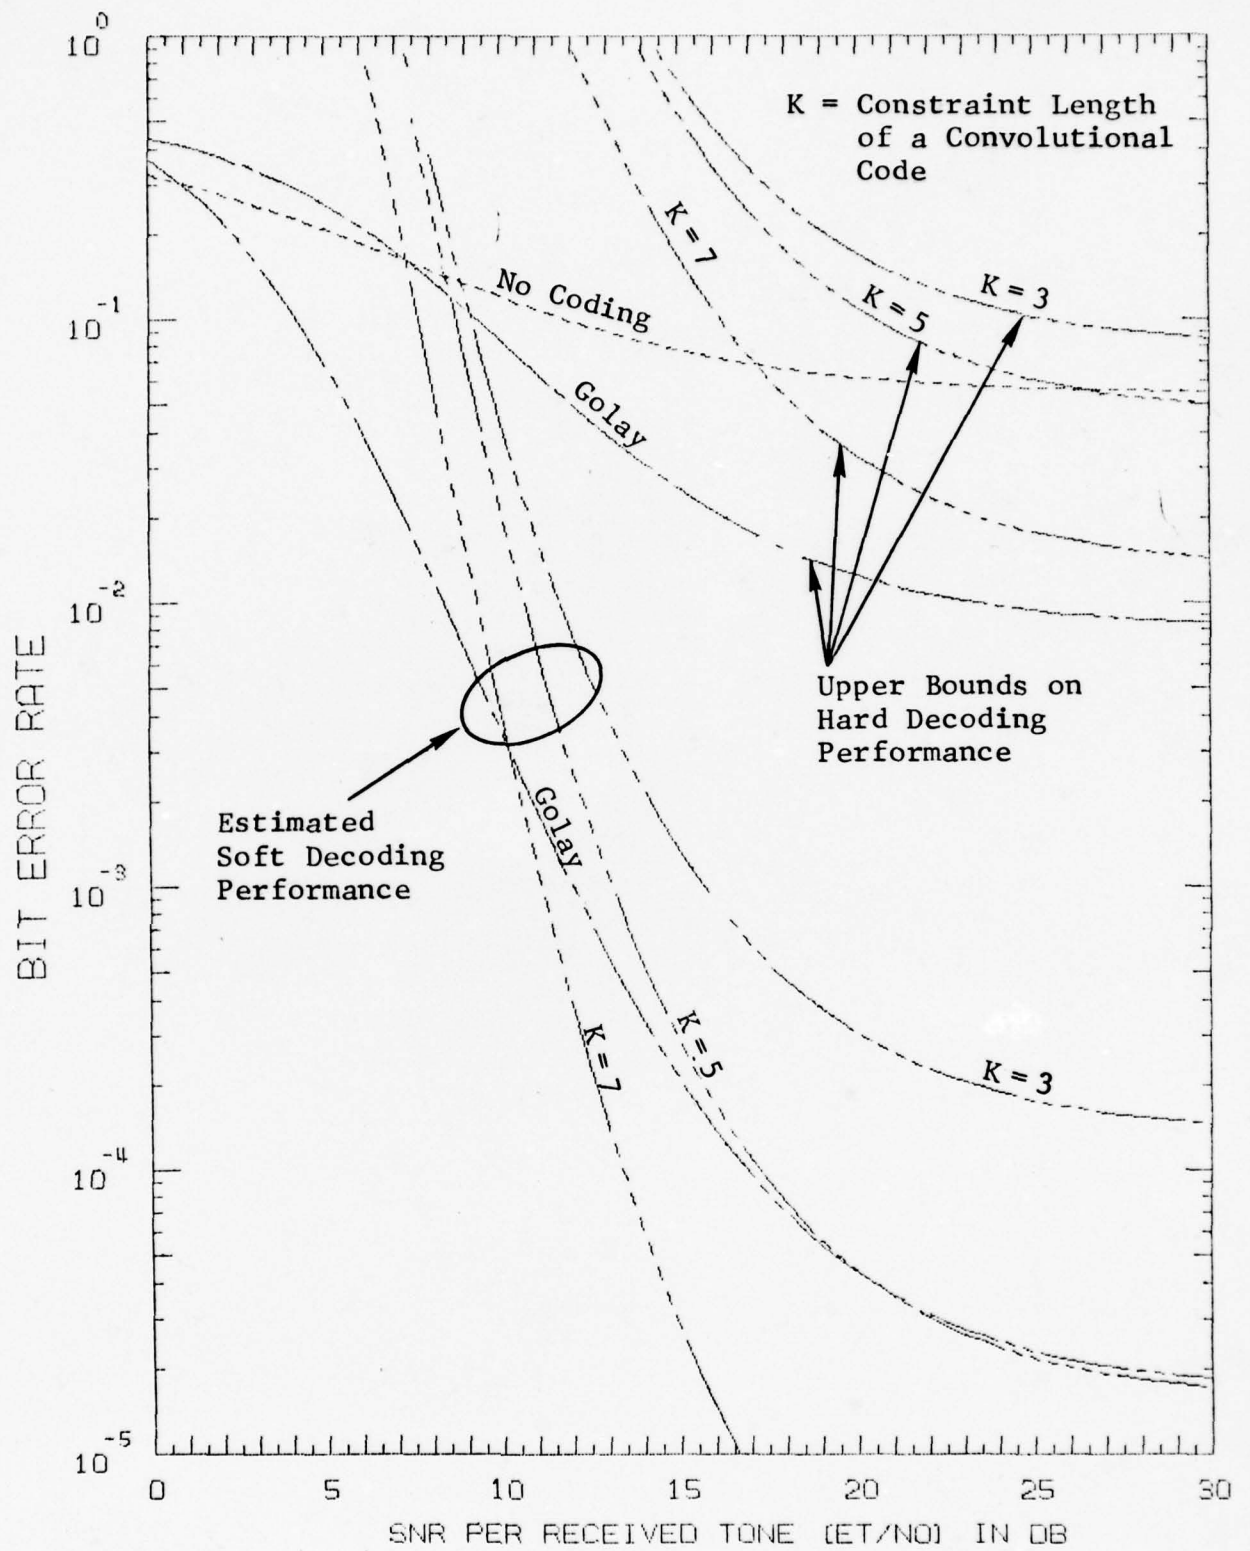 10^0
K = Constraint Length
of a Convolutional
Code
K = 7
No Coding
K = 3
K = 5
10^-1
Golay
10^-2
Upper Bounds on
Hard Decoding
Performance
Estimated
Soft Decoding
Performance
Golay
10^-3
K = 7
K = 5
K = 3
10^-4
10^-5
0 5 10 15 20 25 30
SNR PER RECEIVED TONE [ET/NO] IN DB
BIT ERROR RATE